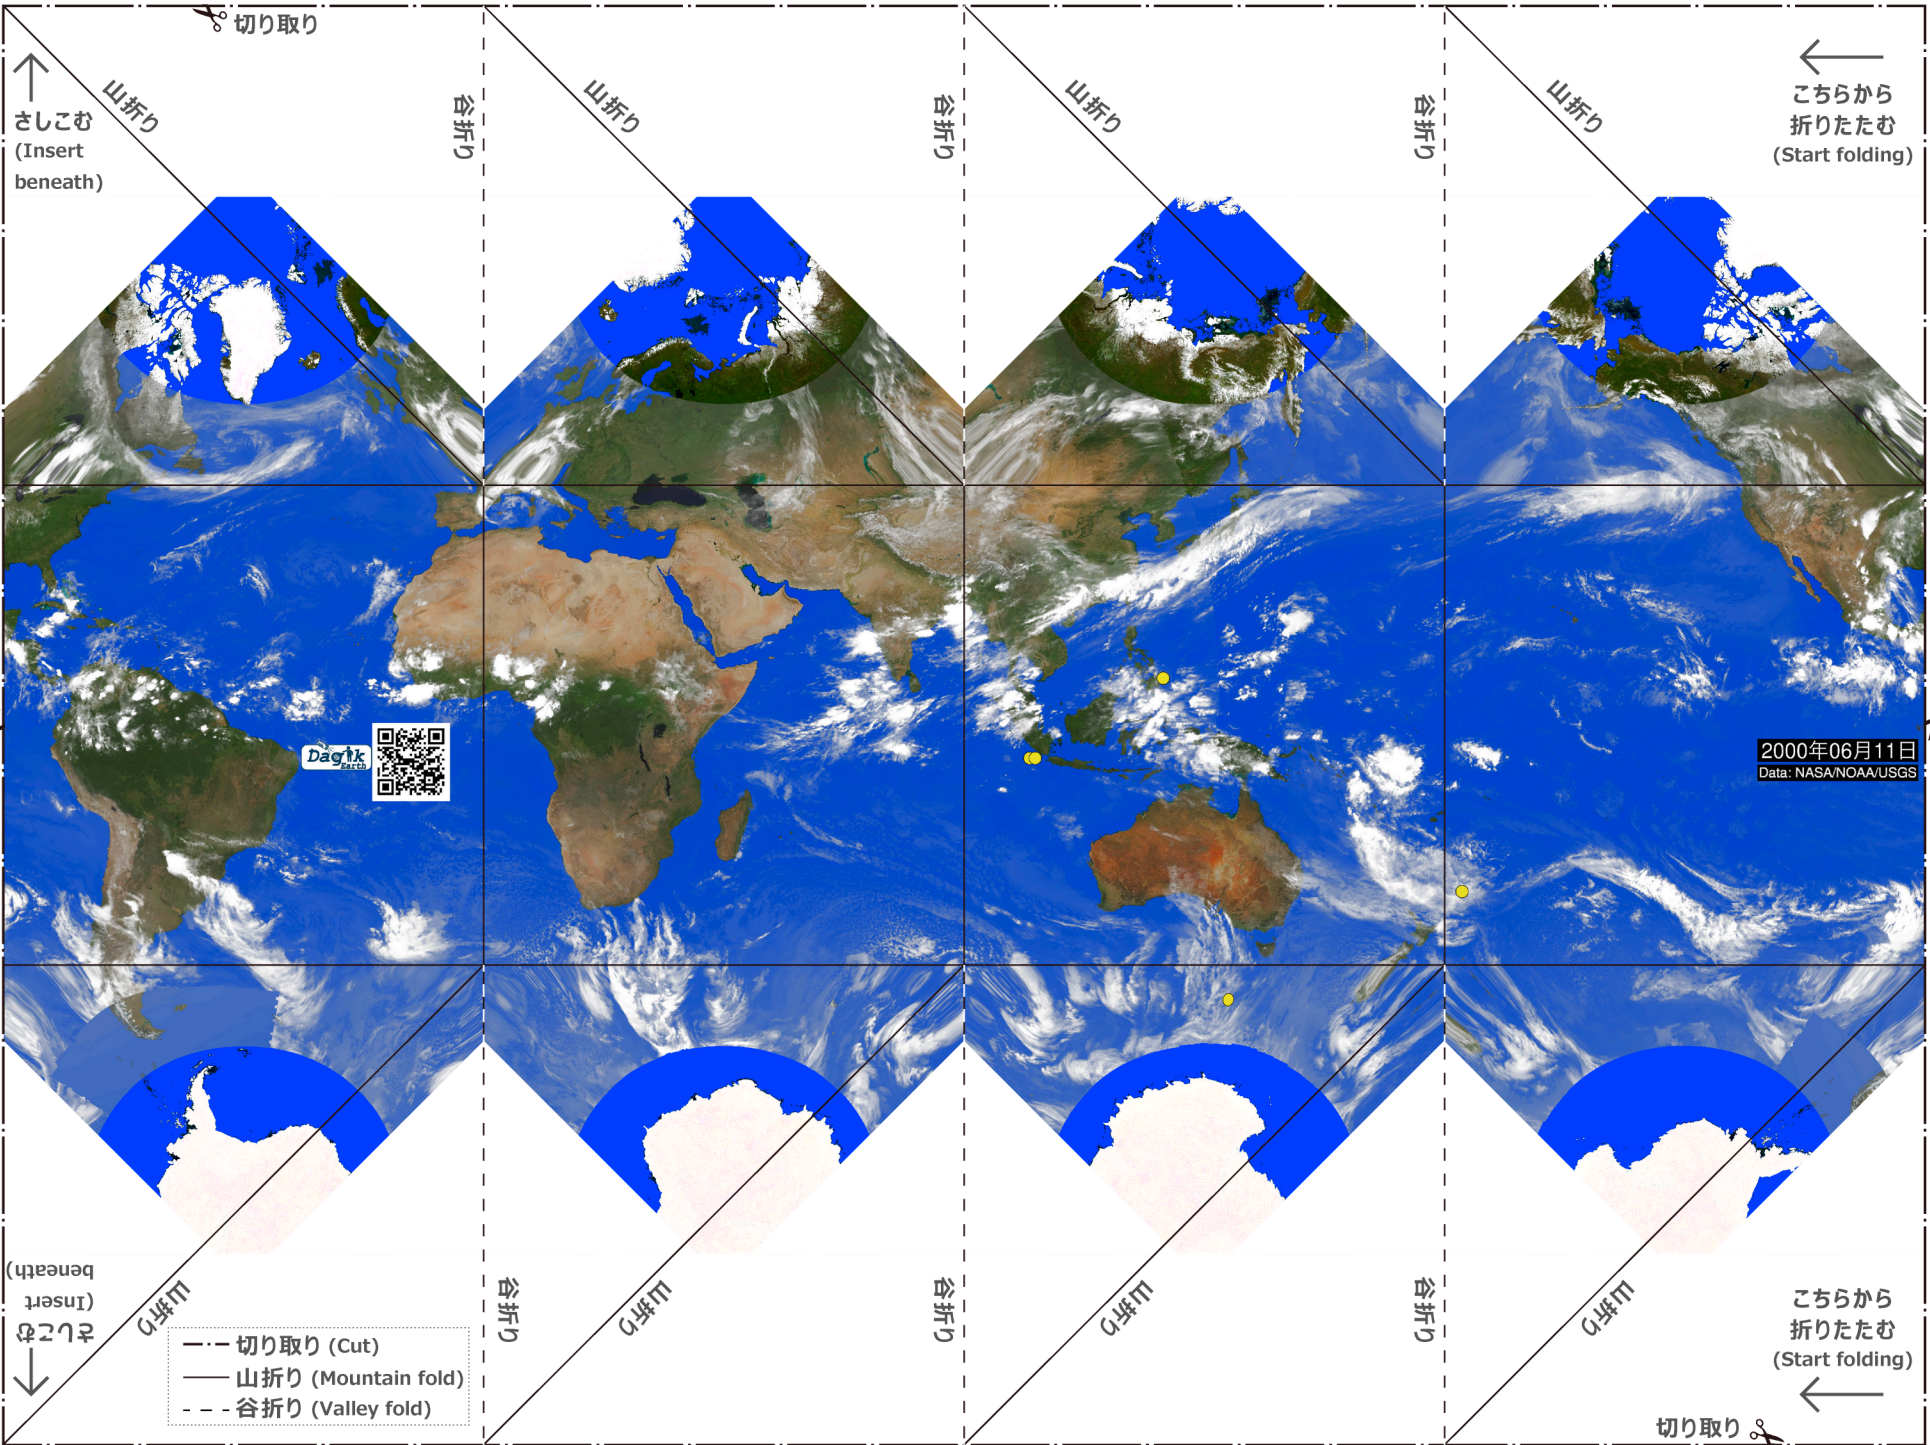 切り取り
さしこむ
(Insert
beneath)
山折り
谷折り
山折り
谷折り
山折り
谷折り
山折り
こちらから
折りたたむ
(Start folding)
Dagik
Earth
2000年06月11日
Data: NASA/NOAA/USGS
さしこむ
(Insert
beneath)
山折り
谷折り
山折り
谷折り
山折り
谷折り
山折り
こちらから
折りたたむ
(Start folding)
切り取り (Cut)
山折り (Mountain fold)
谷折り (Valley fold)
切り取り